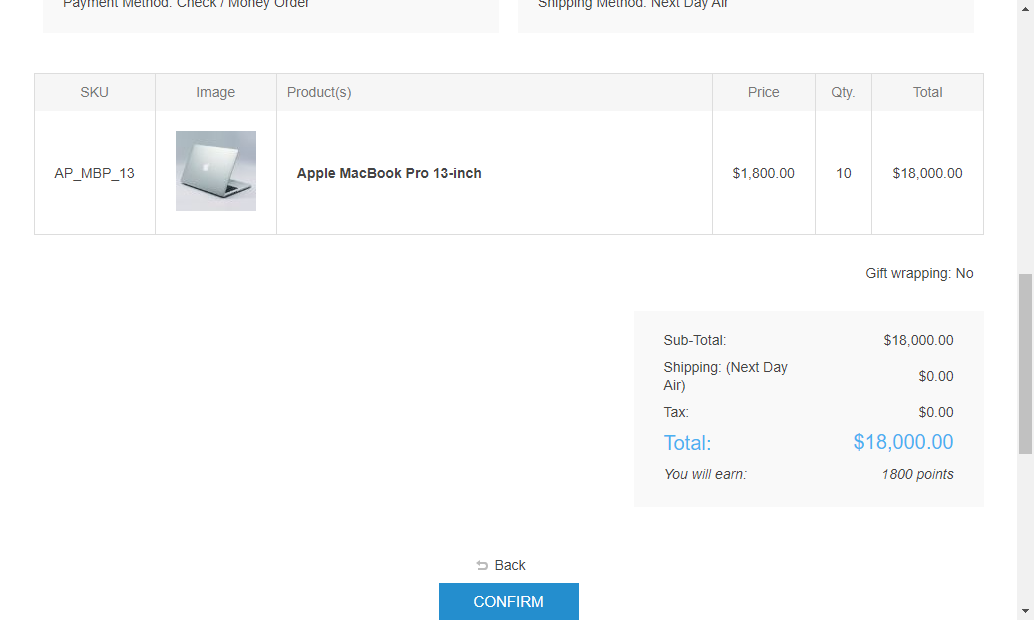 Payment Method: Check / Money Order
Shipping Method: Next Day Air
SKU Image Product(s) Price Qty. Total
AP_MBP_13 Apple MacBook Pro 13-inch $1,800.00 10 $18,000.00
Gift wrapping: No
Sub-Total: $18,000.00
Shipping: (Next Day Air) $0.00
Tax: $0.00
Total: $18,000.00
You will earn: 1800 points
Back
CONFIRM